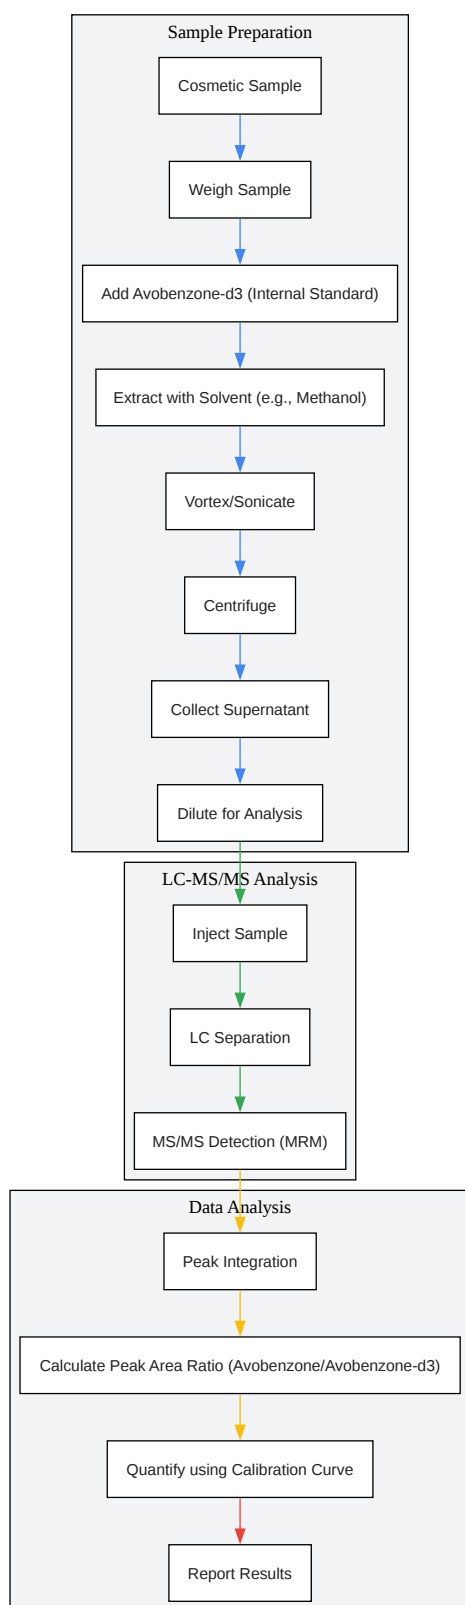 Sample Preparation
Cosmetic Sample
Weigh Sample
Add Avobenzone-d3 (Internal Standard)
Extract with Solvent (e.g., Methanol)
Vortex/Sonicate
Centrifuge
Collect Supernatant
Dilute for Analysis
LC-MS/MS Analysis
Inject Sample
LC Separation
MS/MS Detection (MRM)
Data Analysis
Peak Integration
Calculate Peak Area Ratio (Avobenzone/Avobenzone-d3)
Quantify using Calibration Curve
Report Results